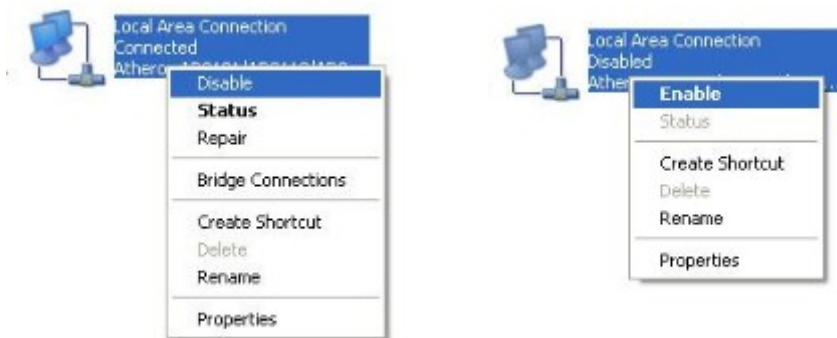 Local Area Connection
Connected
Disable
Status
Repair
Bridge Connections
Create Shortcut
Delete
Rename
Properties
Local Area Connection
Disabled
Enable
Status
Create Shortcut
Delete
Rename
Properties